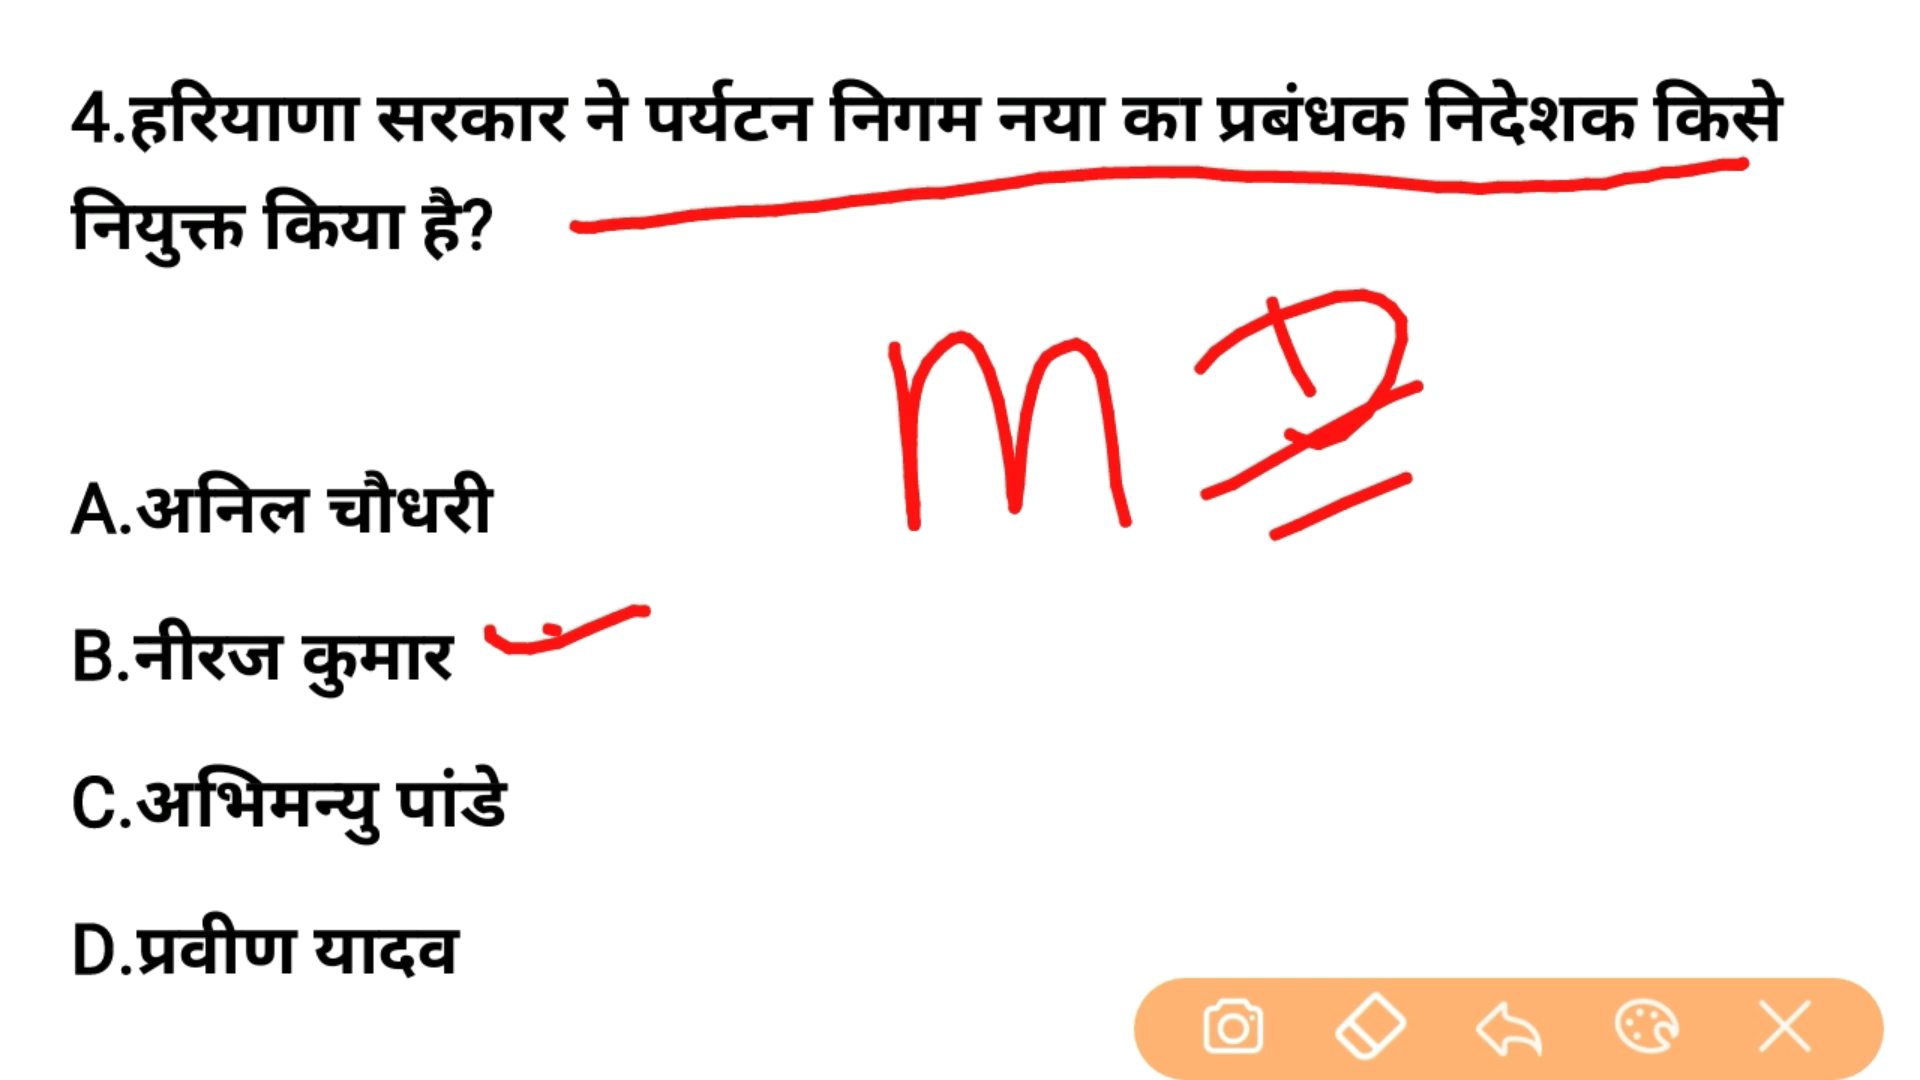 4.हरियाणा सरकार ने पर्यटन निगम नया का प्रबंधक निदेशक किसे
नियुक्त किया है?
MD
A.अनिल चौधरी
B.नीरज कुमार
C.अभिमन्यु पांडे
D.प्रवीण यादव